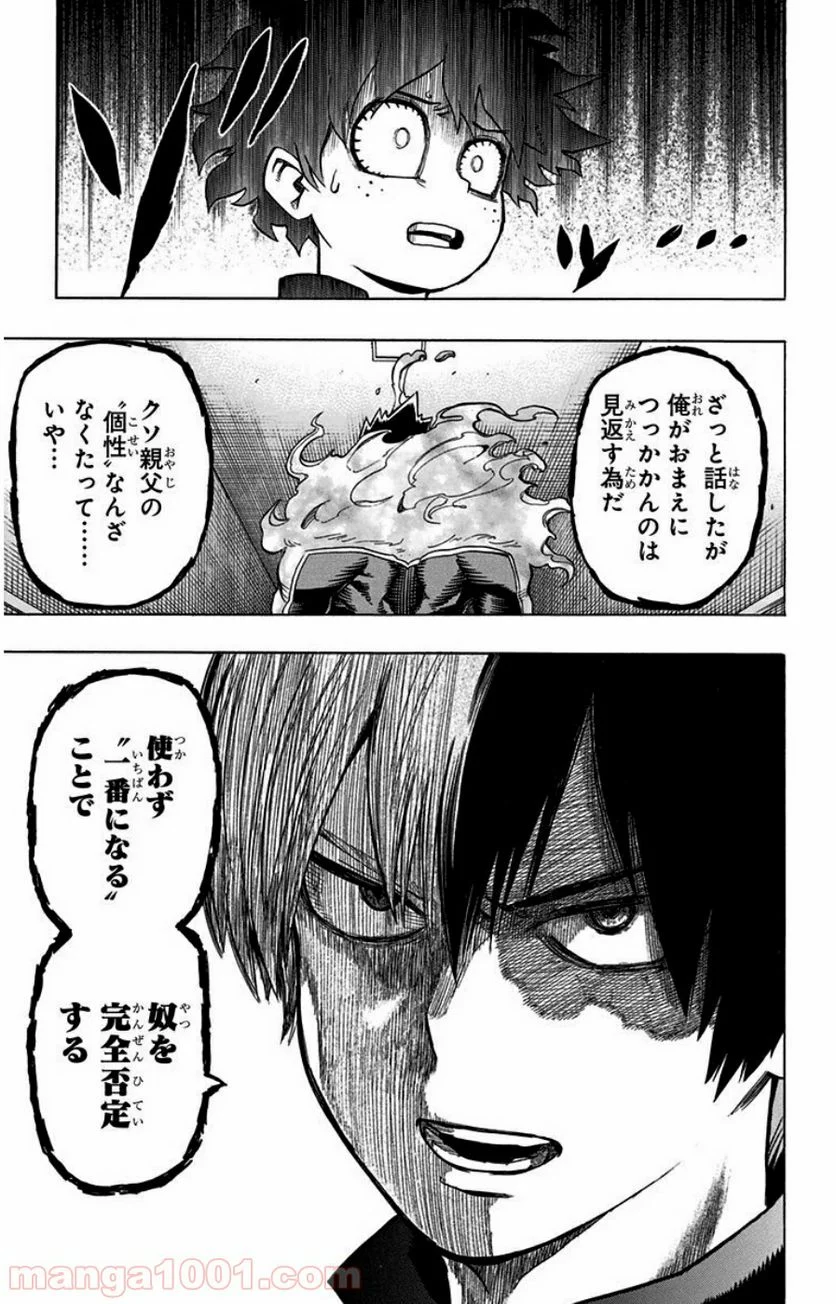 ッ…
ざっと話したが
俺がおまえに
つっかかんのは
見返す為だ
クソ親父の
"個性"なんざ
なくたって……
いや…
使わず
"一番になる"
ことで
奴を
完全否定
する
manga1001.com